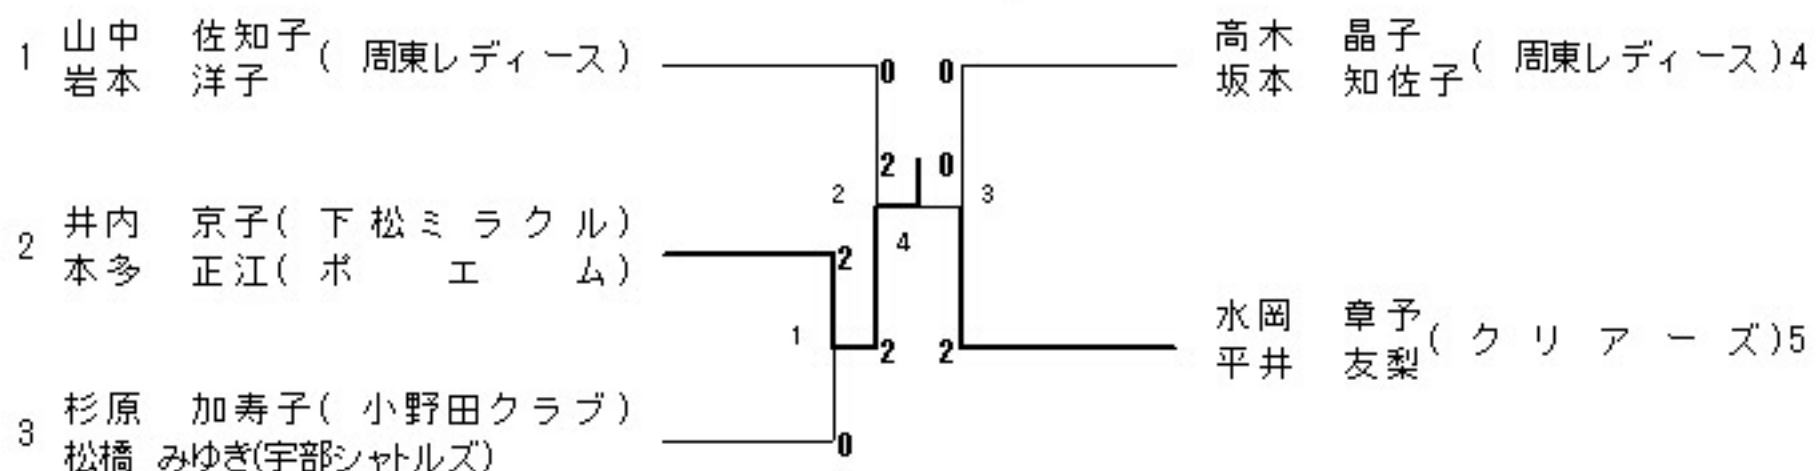 1 山中 佐知子
岩本 洋子 (周東レディース)
2 井内 京子(下松ミラクル)
本多 正江(ポエム)
3 杉原 加寿子(小野田クラブ)
松橋 みゆき(宇部シャトルズ)
0 0
2 0
2 3
4
2
1
2 2
0
高木 晶子
坂本 知佐子 (周東レディース)4
水岡 章予
平井 友梨 (クリアーズ)5